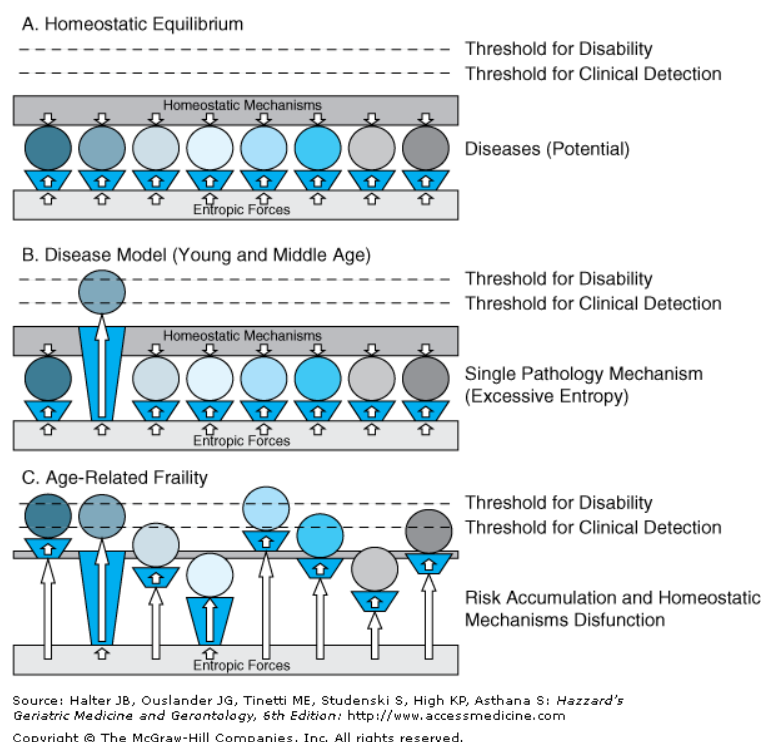 A. Homeostatic Equilibrium
Threshold for Disability
Threshold for Clinical Detection
Homeostatic Mechanisms
Diseases (Potential)
Entropic Forces
B. Disease Model (Young and Middle Age)
Threshold for Disability
Threshold for Clinical Detection
Homeostatic Mechanisms
Single Pathology Mechanism
(Excessive Entropy)
Entropic Forces
C. Age-Related Fraility
Threshold for Disability
Threshold for Clinical Detection
Risk Accumulation and Homeostatic
Mechanisms Disfunction
Entropic Forces
Source: Halter JB, Ouslander JG, Tinetti ME, Studenski S, High KP, Asthana S: Hazzard's
Geriatric Medicine and Gerontology, 6th Edition: http://www.accessmedicine.com
Copyright © The McGraw-Hill Companies, Inc. All rights reserved.